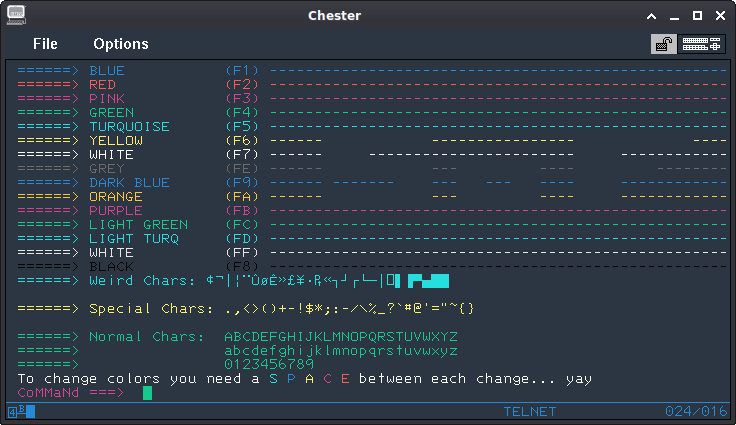 Chester
File Options
======> BLUE (F1) -------------------------------------------------
======> RED (F2) -------------------------------------------------
======> PINK (F3) -------------------------------------------------
======> GREEN (F4) -------------------------------------------------
======> TURQUOISE (F5) -------------------------------------------------
======> YELLOW (F6) ------ ---------------- ----
======> WHITE (F7) ------ ---------------- ------------
======> GREY (FE) ------ --- --- ------------
======> DARK BLUE (F9) ------ ------- --- --- ------ ------------
======> ORANGE (FA) ------ --- --- ------------
======> PURPLE (FB) -------------------------------------------------
======> LIGHT GREEN (FC) -------------------------------------------------
======> LIGHT TURQ (FD) -------------------------------------------------
======> WHITE (FF) -------------------------------------------------
======> BLACK (F8) -------------------------------------------------
======> Weird Chars: ¢¬|¦¨ÛøÊ»£¥·₧«┐┘┌└─│
======> Special Chars: .,<>()+-!$*;:-/\%_?`#@'="~{}
======> Normal Chars: ABCDEFGHIJKLMNOPQRSTUVWXYZ
======> abcdefghijklmnopqrstuvwxyz
======> 0123456789
To change colors you need a S P A C E between each change... yay
CoMMaNd ===>
4B TELNET 024/016